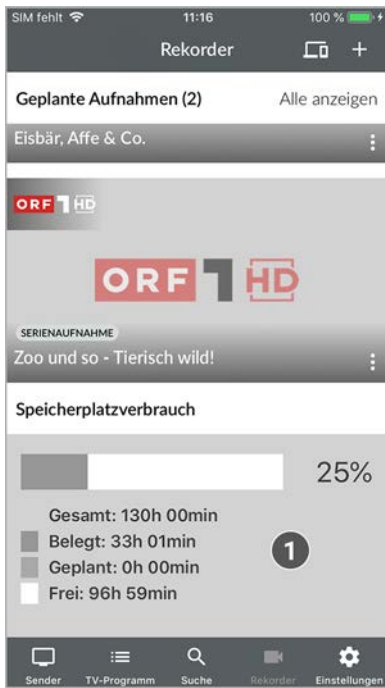 SIM fehlt 11:16 100 %
Rekorder
Geplante Aufnahmen (2) Alle anzeigen
Eisbär, Affe & Co.
ORF 1 HD
ORF 1 HD
SERIENAUFNAHME
Zoo und so - Tierisch wild!
Speicherplatzverbrauch
25%
Gesamt: 130h 00min
Belegt: 33h 01min
1
Geplant: 0h 00min
Frei: 96h 59min
Sender TV-Programm Suche Rekorder Einstellungen